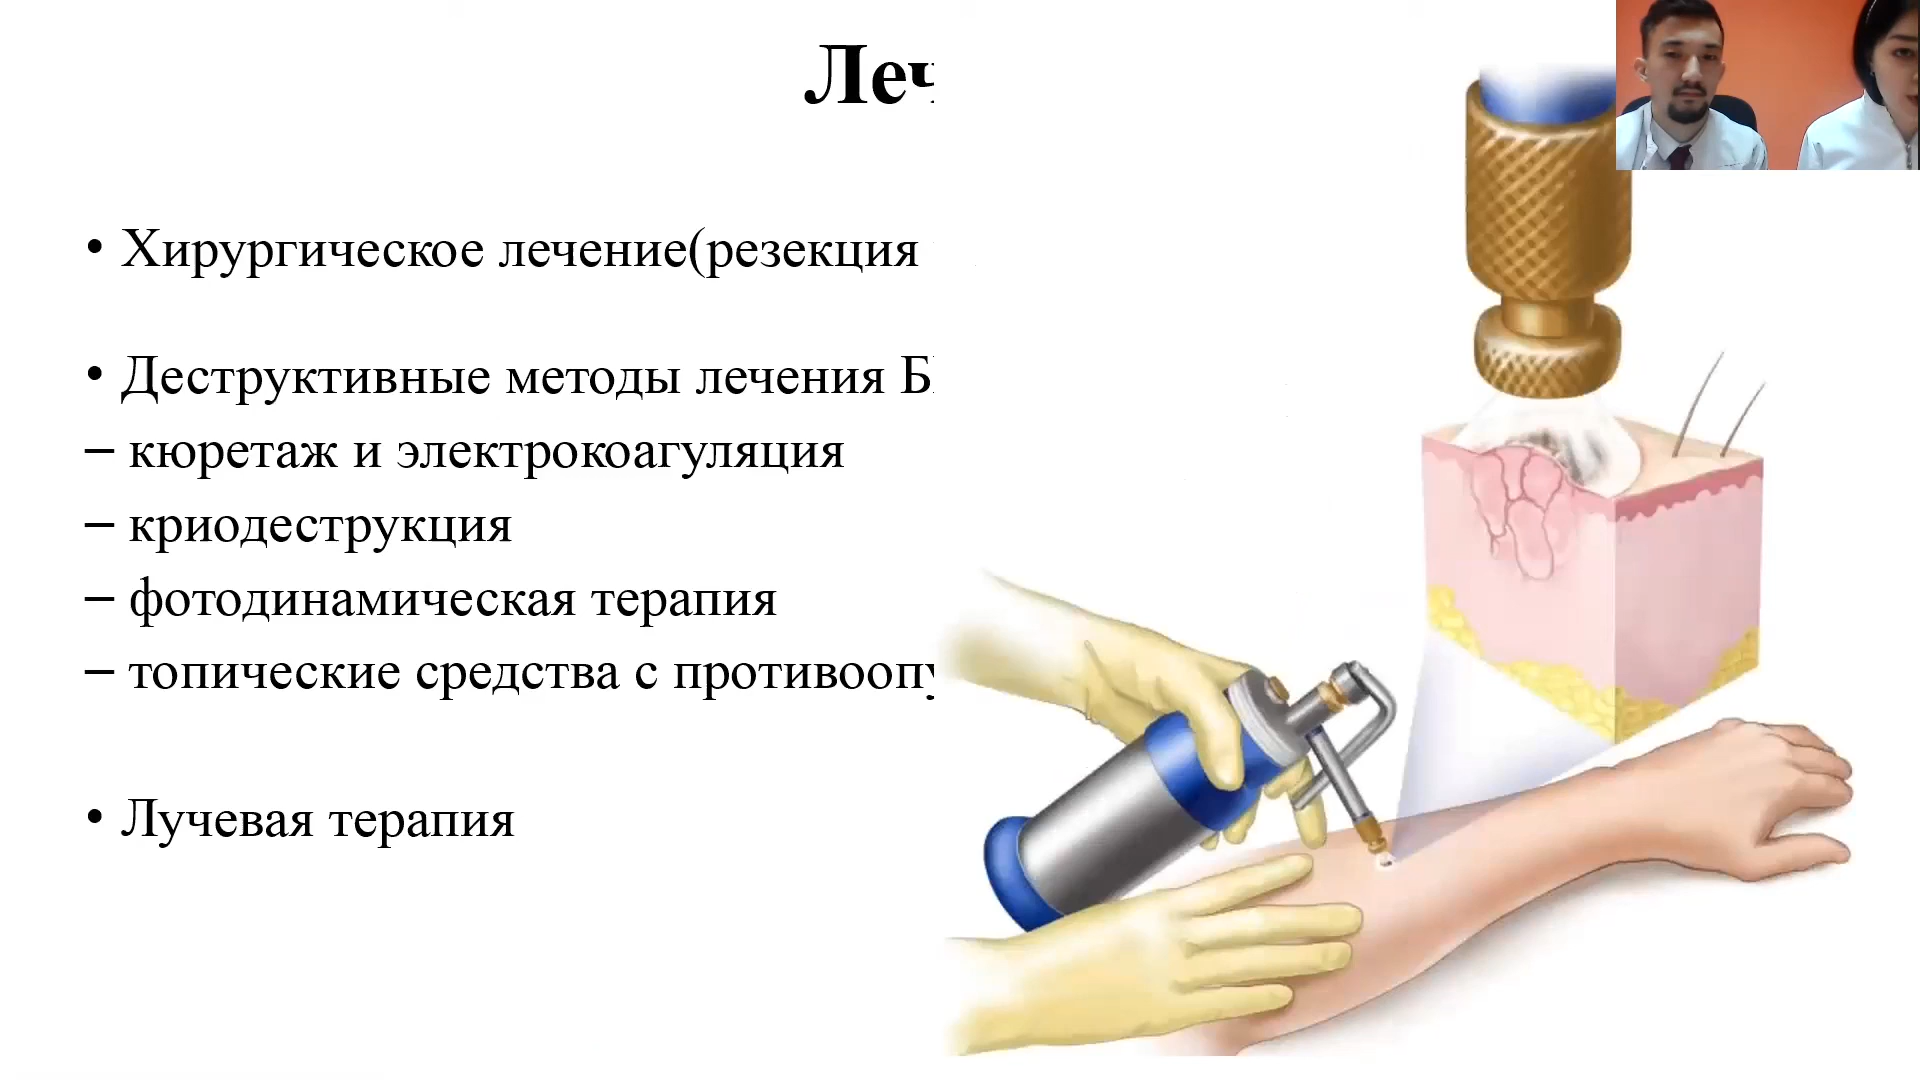 Леч
• Хирургическое лечение(резекция
• Деструктивные методы лечения Б
– кюретаж и электрокоагуляция
– криодеструкция
– фотодинамическая терапия
– топические средства с противооп
• Лучевая терапия